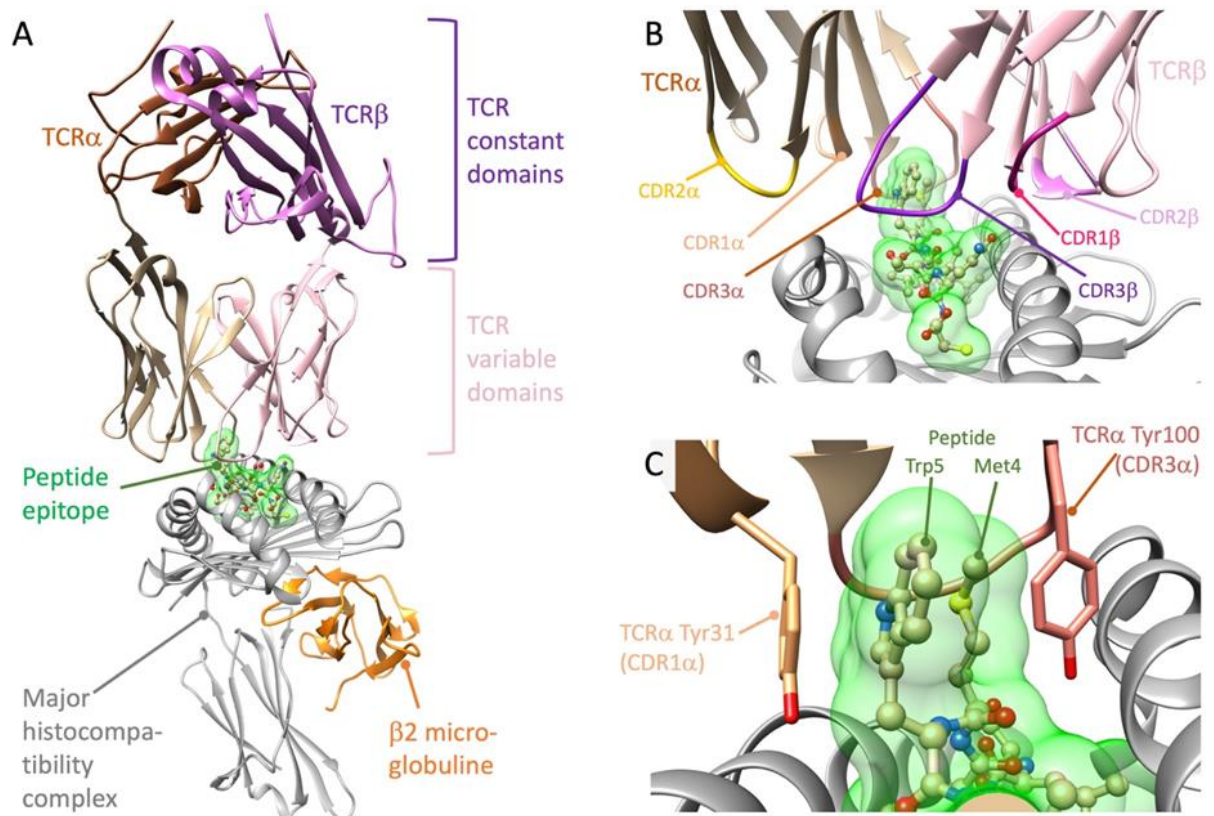 A
TCRα
TCRβ
TCR
constant
domains
TCR
variable
domains
Peptide
epitope
Major
histocompa-
tibility
complex
β2 micro-
globuline
B
TCRα
TCRβ
CDR2α
CDR1α
CDR3α
CDR1β
CDR2β
CDR3β
C
Peptide
Trp5
Met4
TCRα Tyr100
(CDR3α)
TCRα Tyr31
(CDR1α)